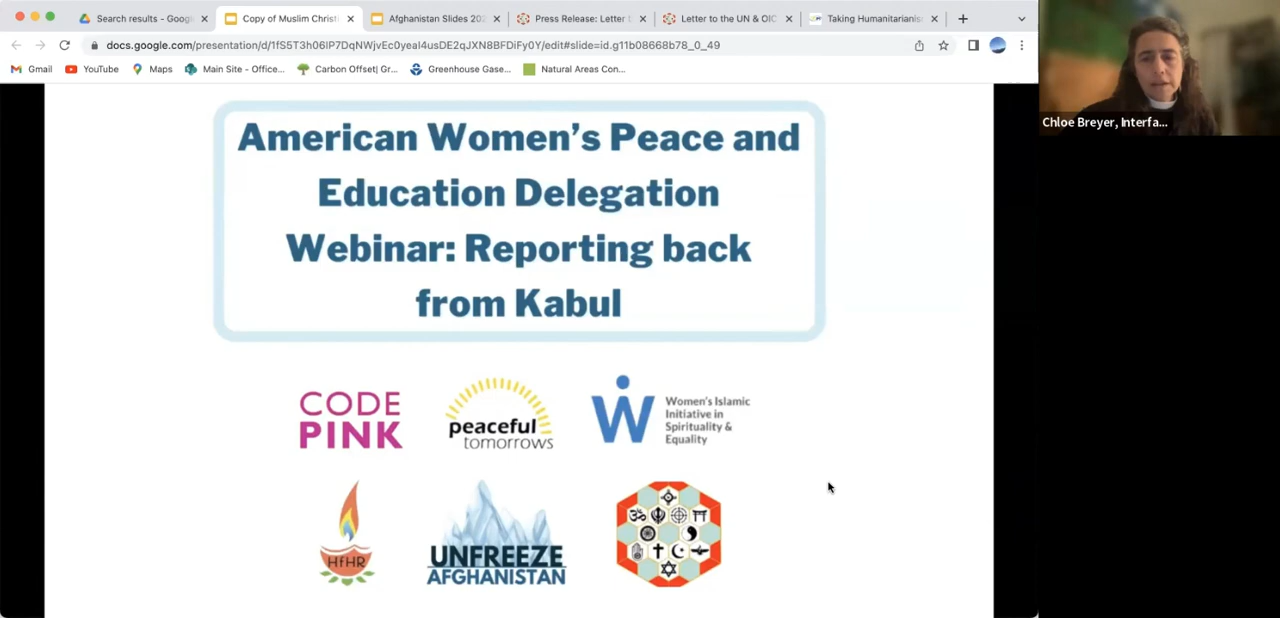 Search results - Googl
Copy of Muslim Christ
Afghanistan Slides 202
Press Release: Letter
Letter to the UN & OIC
Taking Humanitarianis
docs.google.com/presentation/d/1fS5T3h06IP7DqNWjvEc0yeaI4usDE2qJXN8BFDiFy0Y/edit#slide=id.g11b08668b78_0_49
Gmail
YouTube
Maps
Main Site - Office...
Carbon Offset| Gr...
Greenhouse Gase...
Natural Areas Con...
Chloe Breyer, Interfa...
American Women's Peace and
Education Delegation
Webinar: Reporting back
from Kabul
CODE
PINK
peaceful
tomorrows
Women's Islamic
Initiative in
Spirituality &
Equality
HfHR
UNFREEZE
AFGHANISTAN